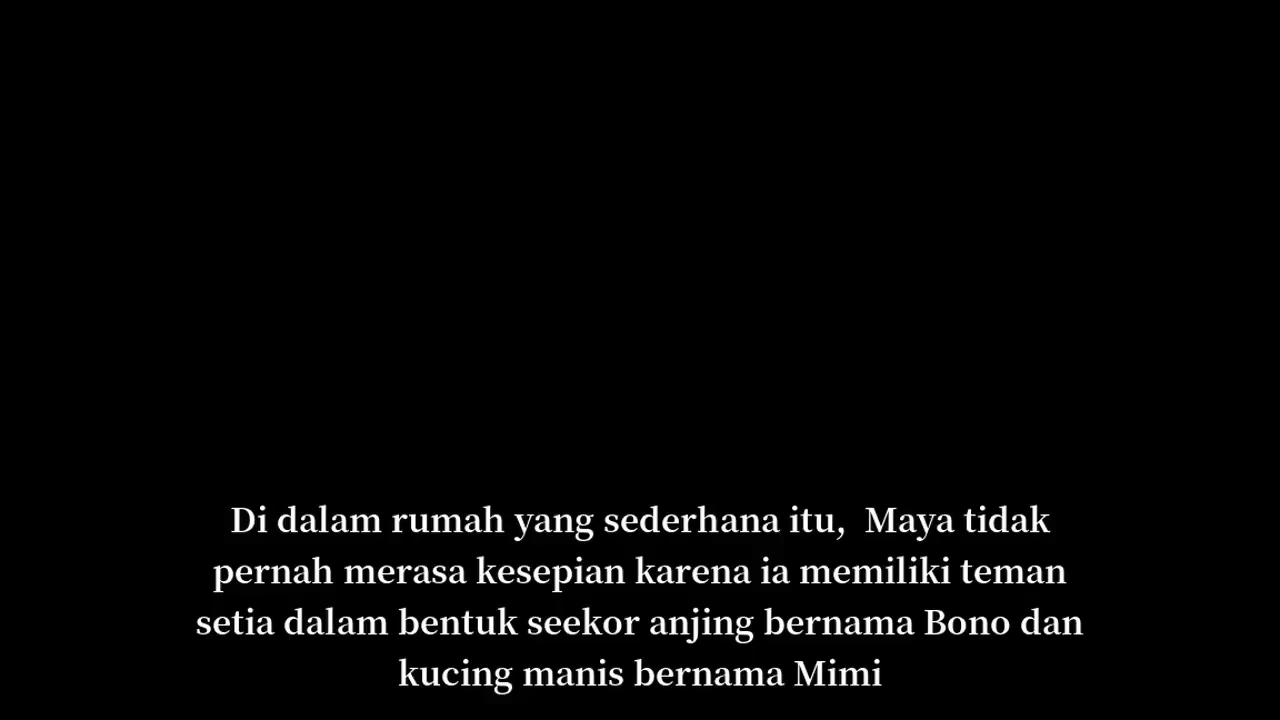 Di dalam rumah yang sederhana itu,  Maya tidak
pernah merasa kesepian karena ia memiliki teman
setia dalam bentuk seekor anjing bernama Bono dan
kucing manis bernama Mimi